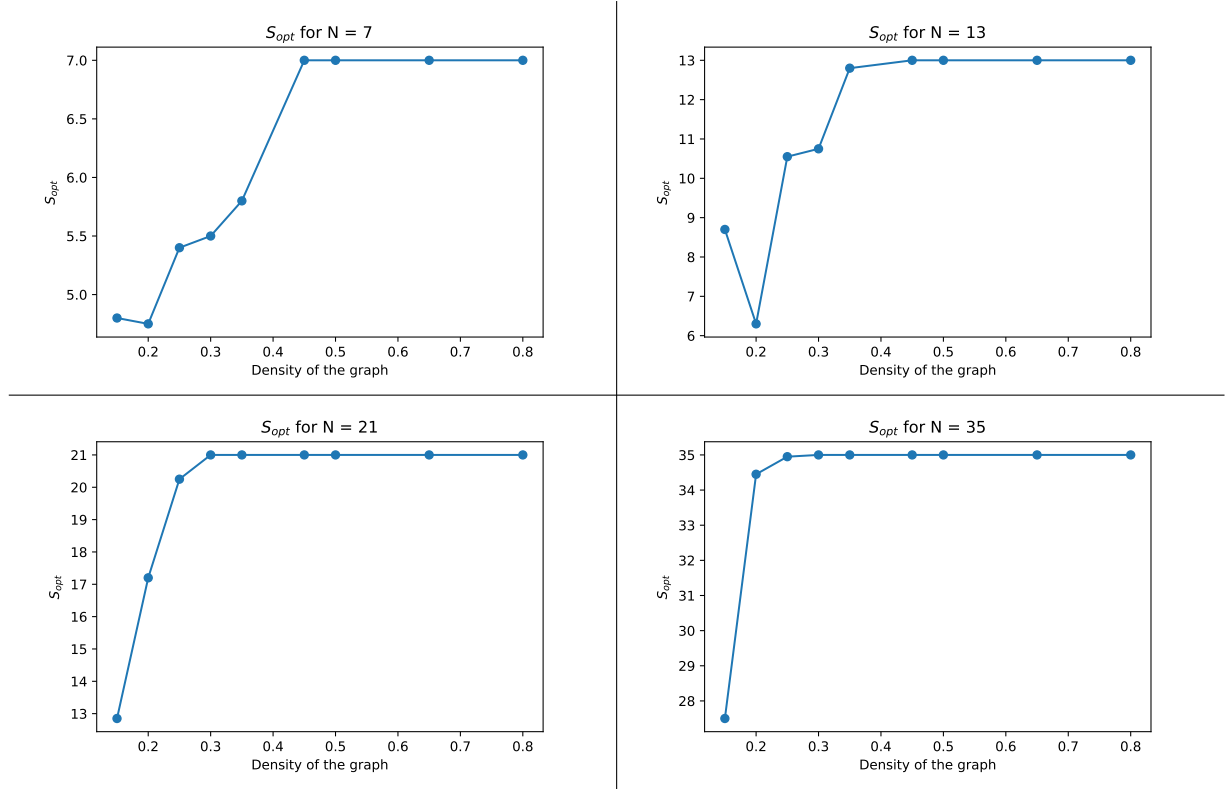 S_opt for N = 7
7.0
6.5
6.0
5.5
5.0
S_opt
0.2 0.3 0.4 0.5 0.6 0.7 0.8
Density of the graph
S_opt for N = 13
13
12
11
10
9
8
7
6
S_opt
0.2 0.3 0.4 0.5 0.6 0.7 0.8
Density of the graph
S_opt for N = 21
21
20
19
18
17
16
15
14
13
S_opt
0.2 0.3 0.4 0.5 0.6 0.7 0.8
Density of the graph
S_opt for N = 35
35
34
33
32
31
30
29
28
S_opt
0.2 0.3 0.4 0.5 0.6 0.7 0.8
Density of the graph